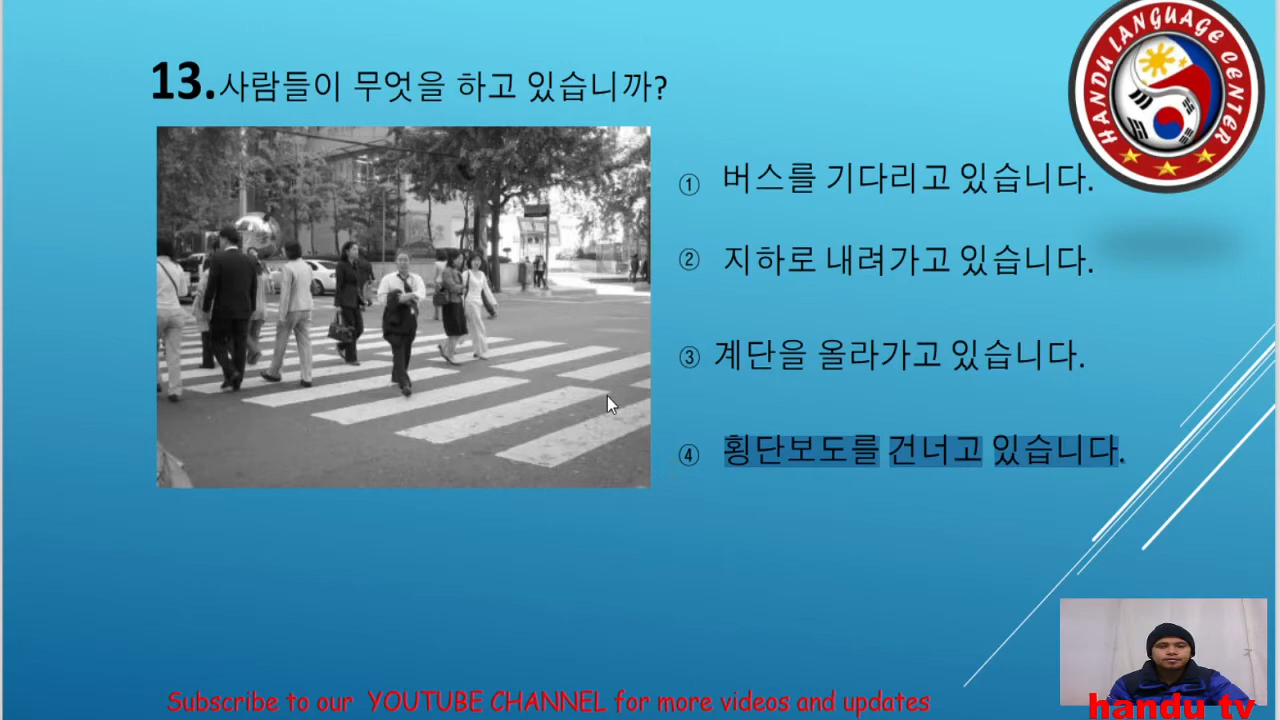 HANDU LANGUAGE CENTER
13.사람들이 무엇을 하고 있습니까?
① 버스를 기다리고 있습니다.
② 지하로 내려가고 있습니다.
③ 계단을 올라가고 있습니다.
④ 횡단보도를 건너고 있습니다.
Subscribe to our YOUTUBE CHANNEL for more videos and updates
handu tv